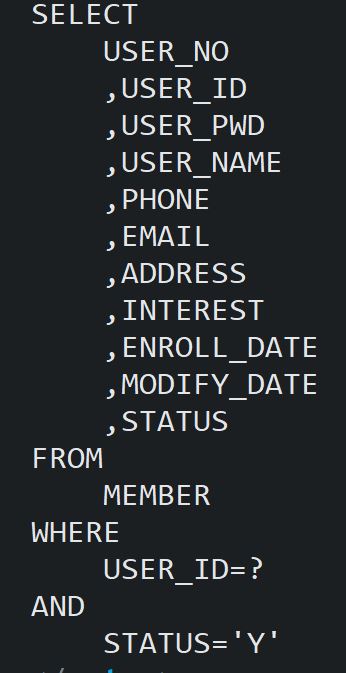 SELECT
USER_NO
,USER_ID
,USER_PWD
,USER_NAME
,PHONE
,EMAIL
,ADDRESS
,INTEREST
,ENROLL_DATE
,MODIFY_DATE
,STATUS
FROM
MEMBER
WHERE
USER_ID=?
AND
STATUS='Y'